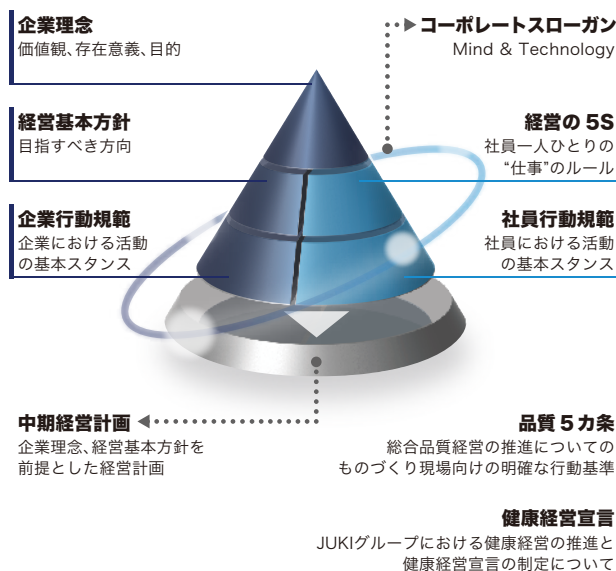 企業理念
価値観、存在意義、目的
コーポレートスローガン
Mind & Technology
経営基本方針
目指すべき方向
経営の 5S
社員一人ひとりの
“仕事”のルール
企業行動規範
企業における活動
の基本スタンス
社員行動規範
社員における活動
の基本スタンス
中期経営計画
企業理念、経営基本方針を
前提とした経営計画
品質 5 カ条
総合品質経営の推進についての
ものづくり現場向けの明確な行動基準
健康経営宣言
JUKIグループにおける健康経営の推進と
健康経営宣言の制定について